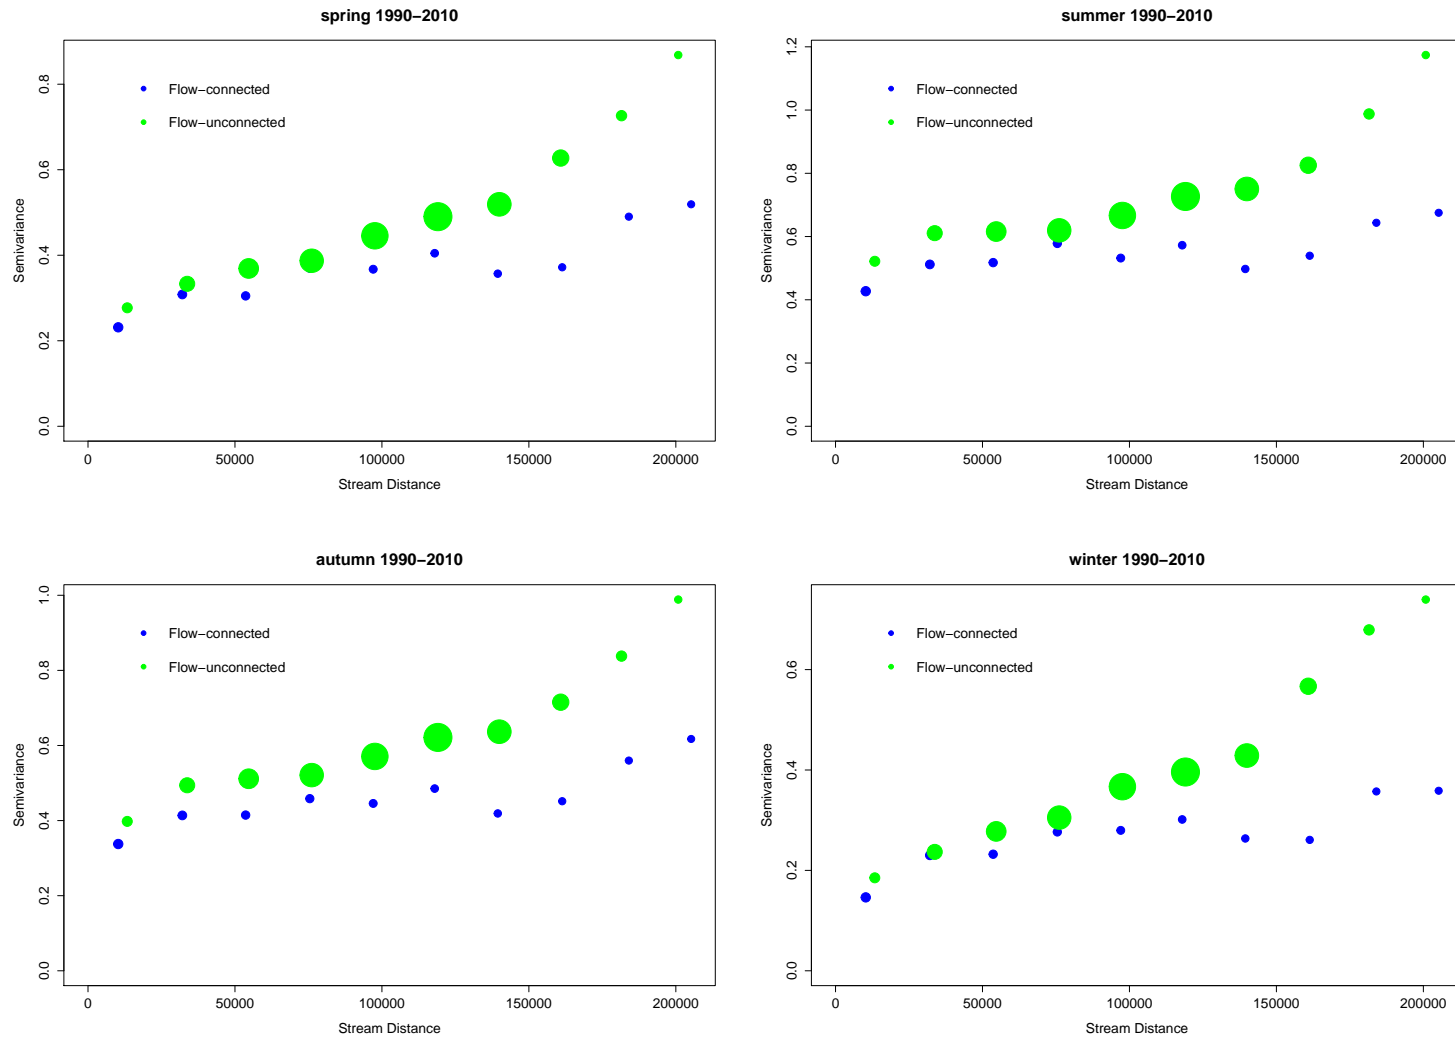 spring 1990–2010
Semivariance
0.0 0.2 0.4 0.6 0.8
Flow−connected
Flow−unconnected
0 50000 100000 150000 200000
Stream Distance
summer 1990–2010
Semivariance
0.0 0.2 0.4 0.6 0.8 1.0 1.2
Flow−connected
Flow−unconnected
0 50000 100000 150000 200000
Stream Distance
autumn 1990–2010
Semivariance
0.0 0.2 0.4 0.6 0.8 1.0
Flow−connected
Flow−unconnected
0 50000 100000 150000 200000
Stream Distance
winter 1990–2010
Semivariance
0.0 0.2 0.4 0.6
Flow−connected
Flow−unconnected
0 50000 100000 150000 200000
Stream Distance